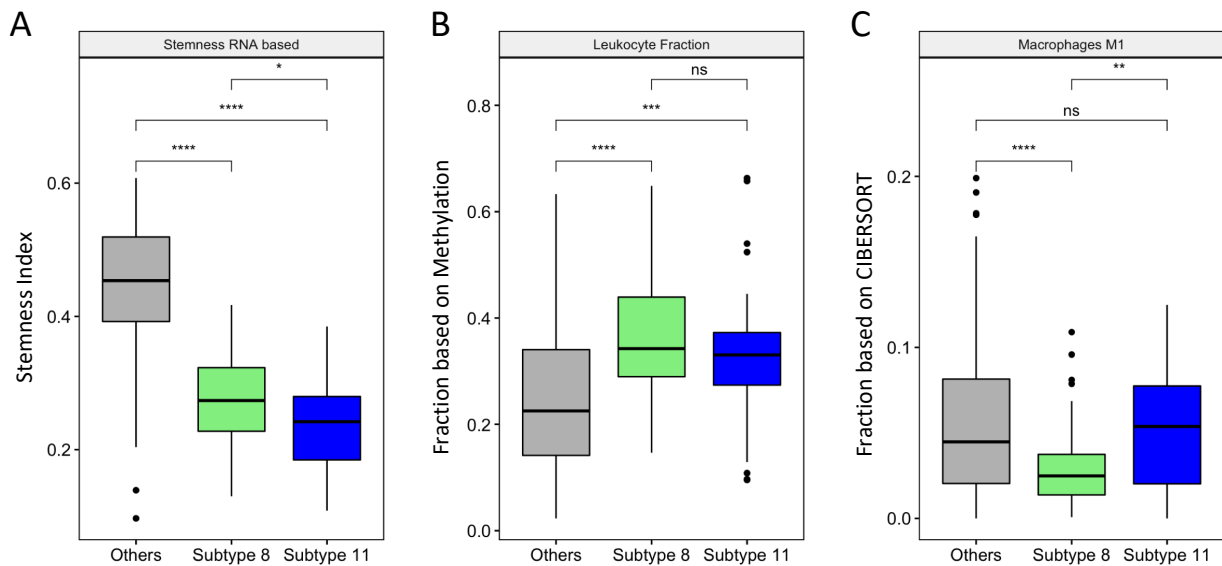 A
Stemness RNA based
*
****
****
0.6
0.4
0.2
Stemness Index
Others
Subtype 8
Subtype 11
B
Leukocyte Fraction
ns
***
****
0.8
0.6
0.4
0.2
0.0
Fraction based on Methylation
Others
Subtype 8
Subtype 11
C
Macrophages M1
**
ns
****
0.2
0.1
0.0
Fraction based on CIBERSORT
Others
Subtype 8
Subtype 11